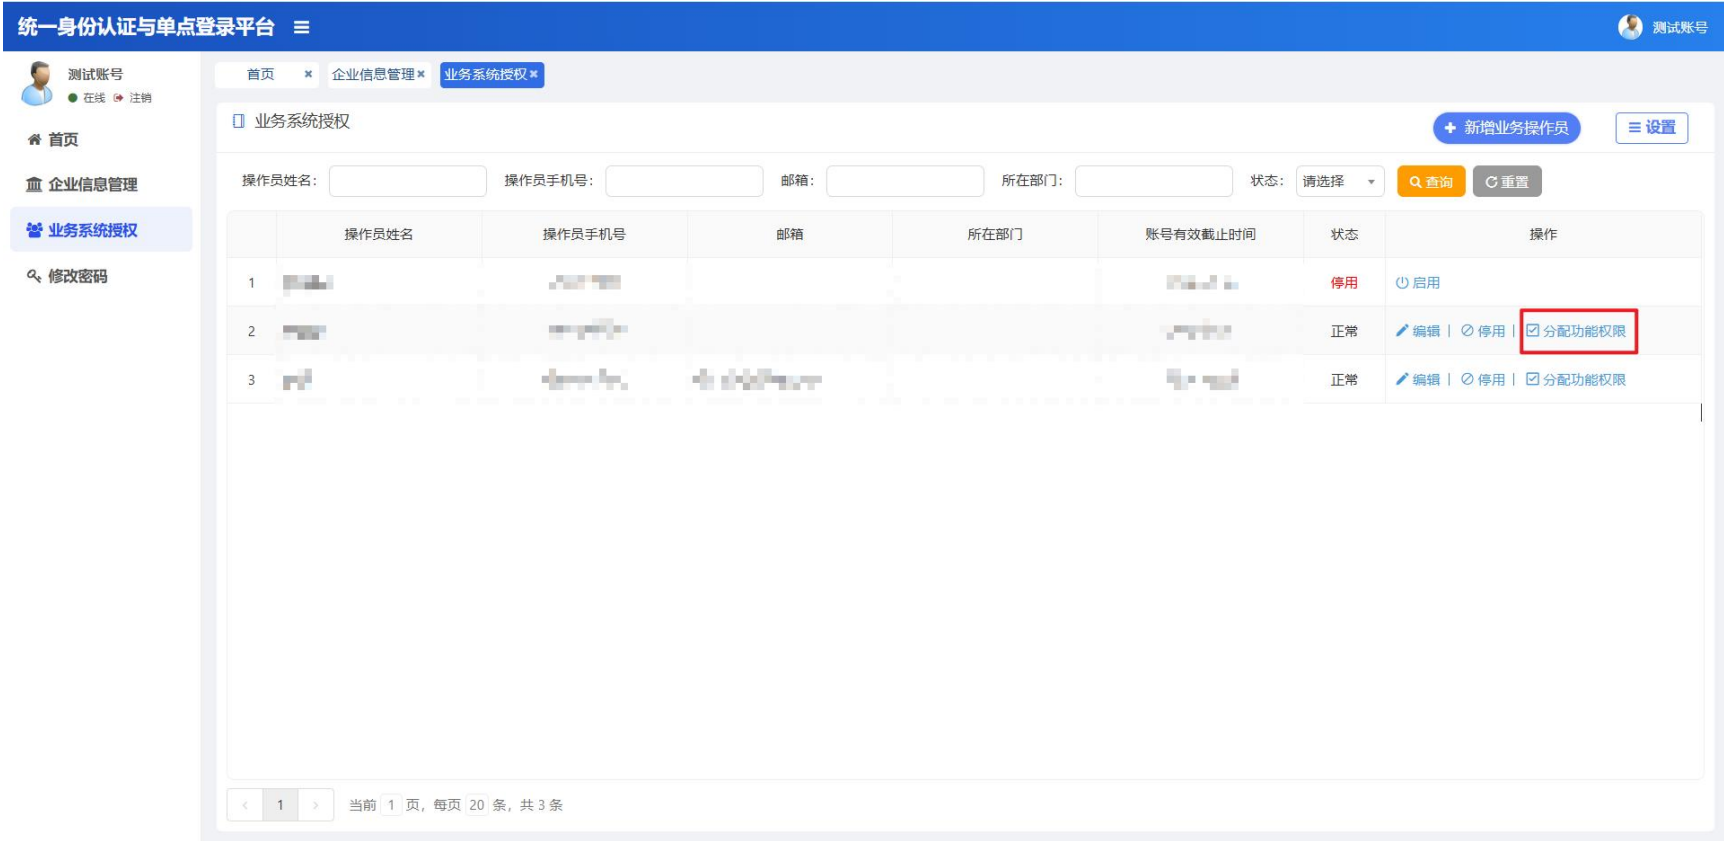 统一身份认证与单点登录平台
测试账号
测试账号
在线 注销
首页
企业信息管理
业务系统授权
修改密码
首页 企业信息管理 业务系统授权
业务系统授权
新增业务操作员 设置
操作员姓名： 操作员手机号： 邮箱： 所在部门： 状态： 请选择 查询 重置
操作员姓名 操作员手机号 邮箱 所在部门 账号有效截止时间 状态 操作
1 停用 启用
2 正常 编辑 | 停用 | 分配功能权限
3 正常 编辑 | 停用 | 分配功能权限
< 1 > 当前 1 页，每页 20 条，共 3 条